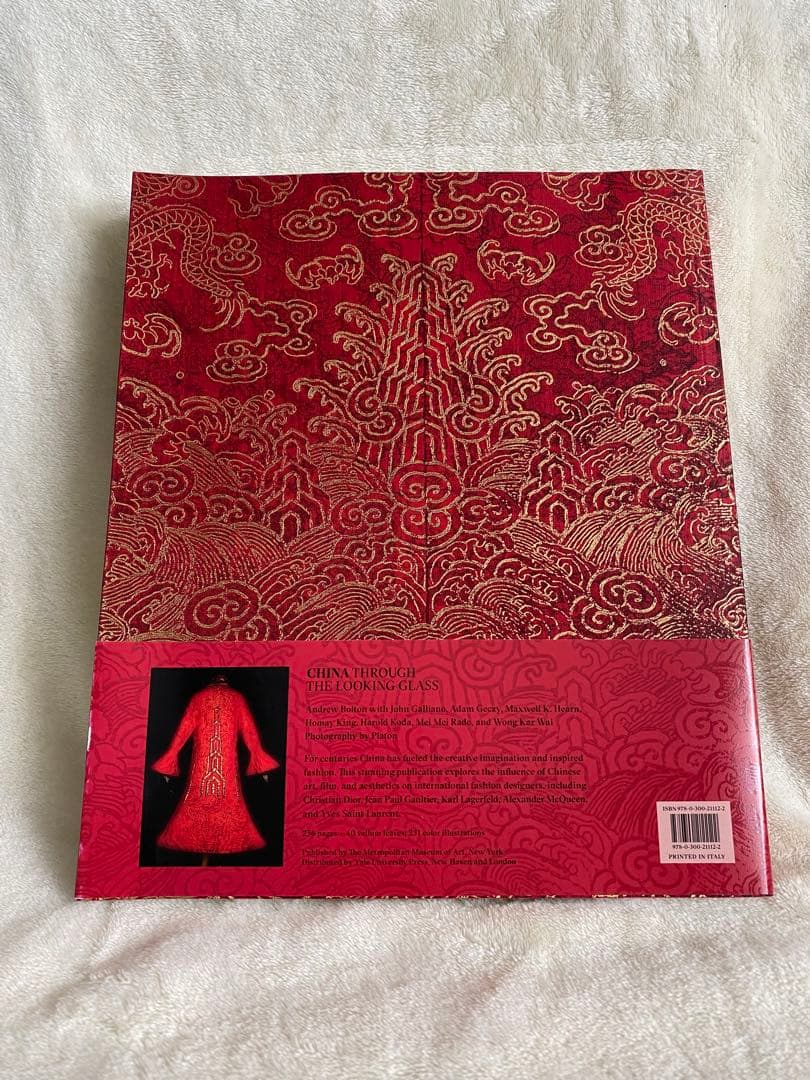 CHINA THROUGH
THE LOOKING GLASS
Andrew Bolton with John Galliano, Adam Geczy, Maxwell K. Hearn,
Homay King, Harold Koda, Mei Mei Rado, and Wong Kar Wai
Photography by Platon
For centuries China has fueled the creative imagination and inspired
fashion. This stunning publication explores the influence of Chinese
art, film, and aesthetics on international fashion designers, including
Christian Dior, Jean Paul Gaultier, Karl Lagerfeld, Alexander McQueen,
and Yves Saint Laurent.
256 pages – 40 vellum leaves; 231 color illustrations
Published by The Metropolitan Museum of Art, New York
Distributed by Yale University Press, New Haven and London
ISBN 978-0-300-21112-2
978-0-300-21112-2
PRINTED IN ITALY